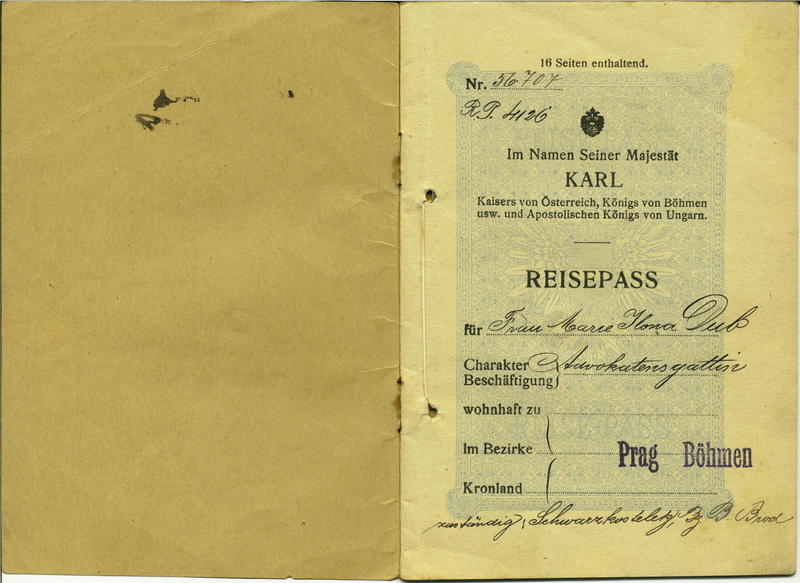 16 Seiten enthaltend.
Nr. 56707
R.P. 4126
Im Namen Seiner Majestät
KARL
Kaisers von Österreich, Königs von Böhmen
usw. und Apostolischen Königs von Ungarn.
REISEPASS
für Frau Marie Ilona Dub
Charakter Advokatensgattin
Beschäftigung
wohnhaft zu
Im Bezirke Prag Böhmen
Kronland
zuständig: Schwarzkosteletz, Bz B. Brod